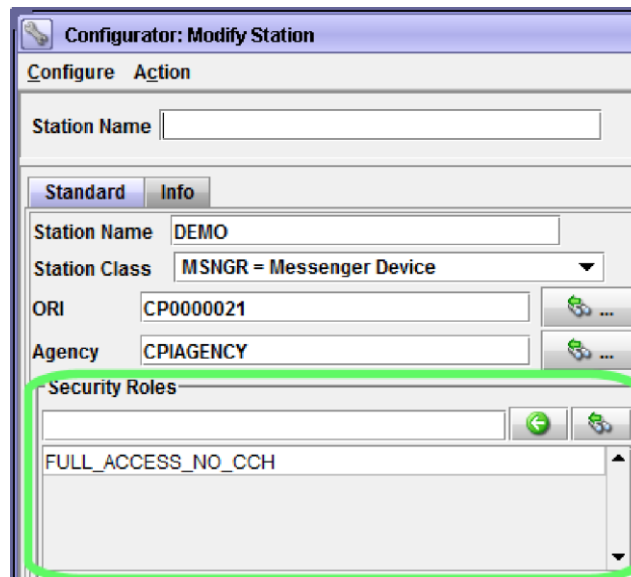 Configurator: Modify Station
Configure Action
Station Name
Standard Info
Station Name DEMO
Station Class MSNGR = Messenger Device
ORI CP0000021 ...
Agency CPIAGENCY ...
Security Roles
FULL_ACCESS_NO_CCH